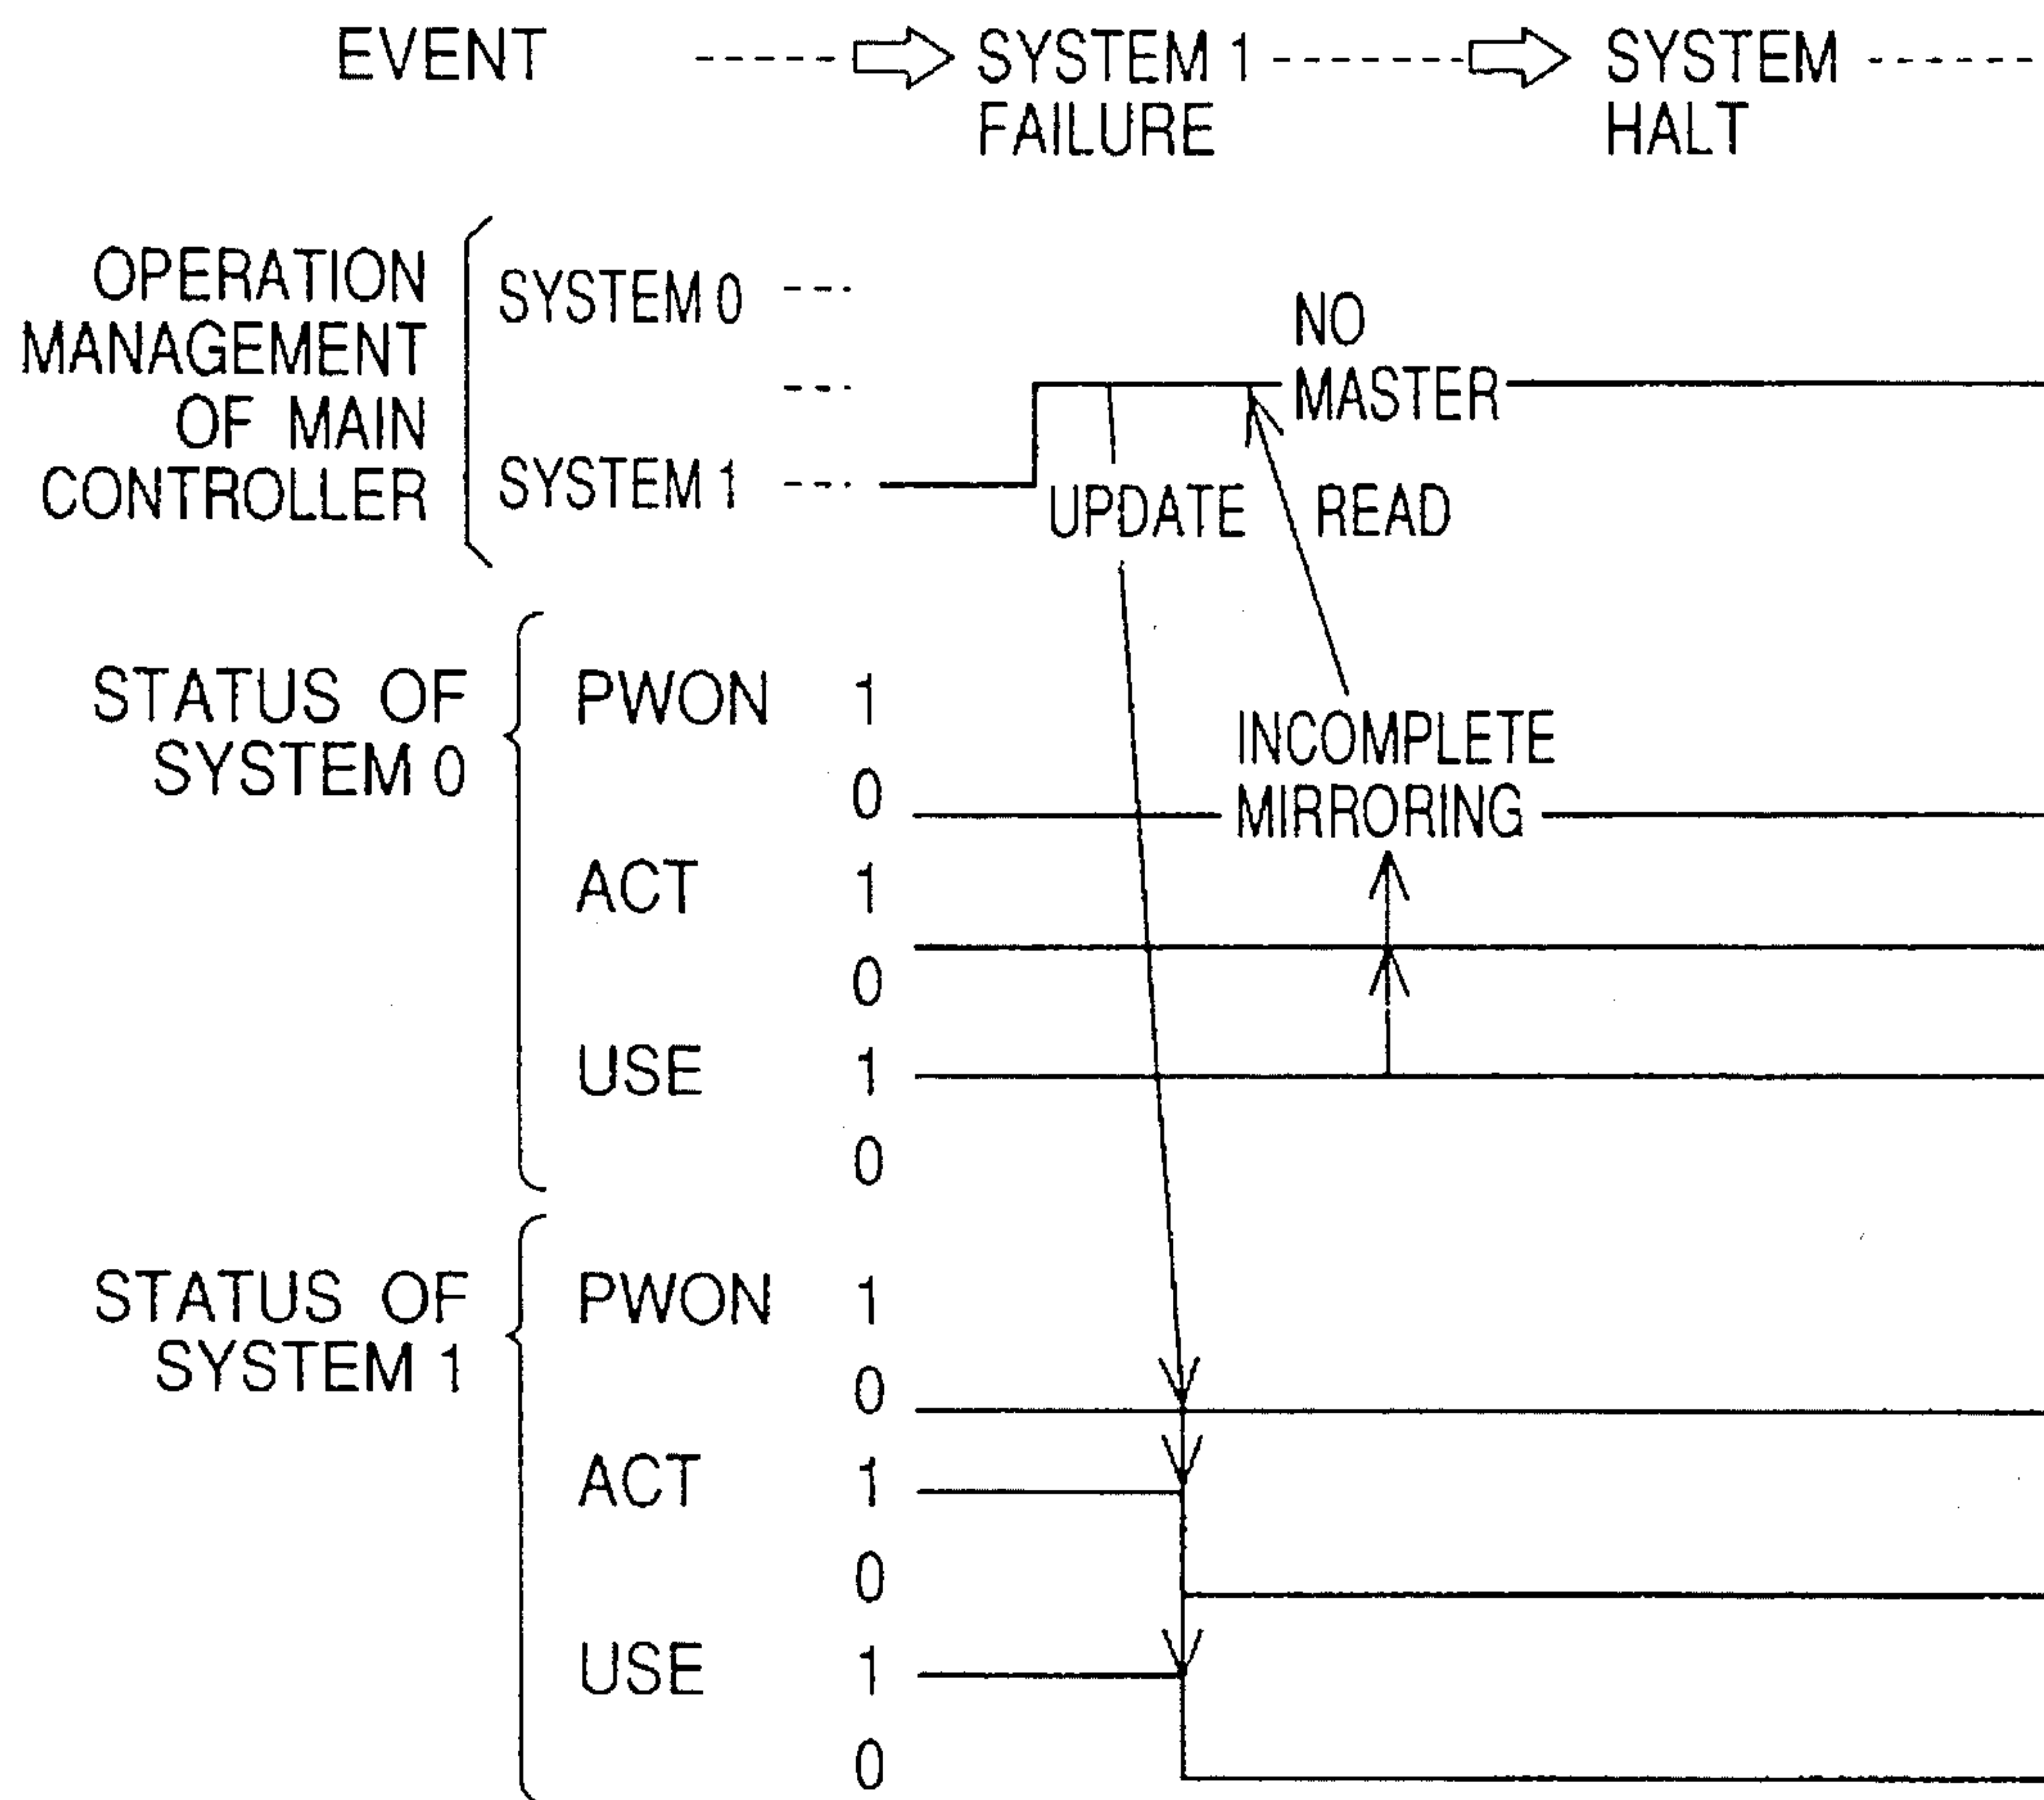 EVENT SYSTEM 1 SYSTEM
FAILURE HALT
OPERATION
MANAGEMENT
OF MAIN
CONTROLLER
SYSTEM 0
SYSTEM 1
NO
MASTER
UPDATE READ
STATUS OF
SYSTEM 0
PWON 1
0
ACT 1
0
USE 1
0
INCOMPLETE
MIRRORING
STATUS OF
SYSTEM 1
PWON 1
0
ACT 1
0
USE 1
0